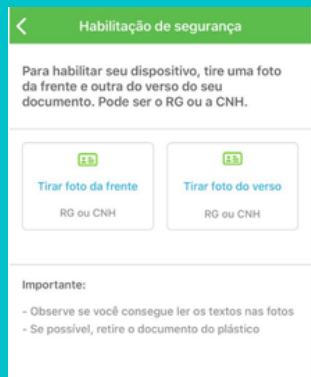 Habilitação de segurança
Para habilitar seu dispositivo, tire uma foto
da frente e outra do verso do seu
documento. Pode ser o RG ou a CNH.
Tirar foto da frente
RG ou CNH
Tirar foto do verso
RG ou CNH
Importante:
- Observe se você consegue ler os textos nas fotos
- Se possível, retire o documento do plástico